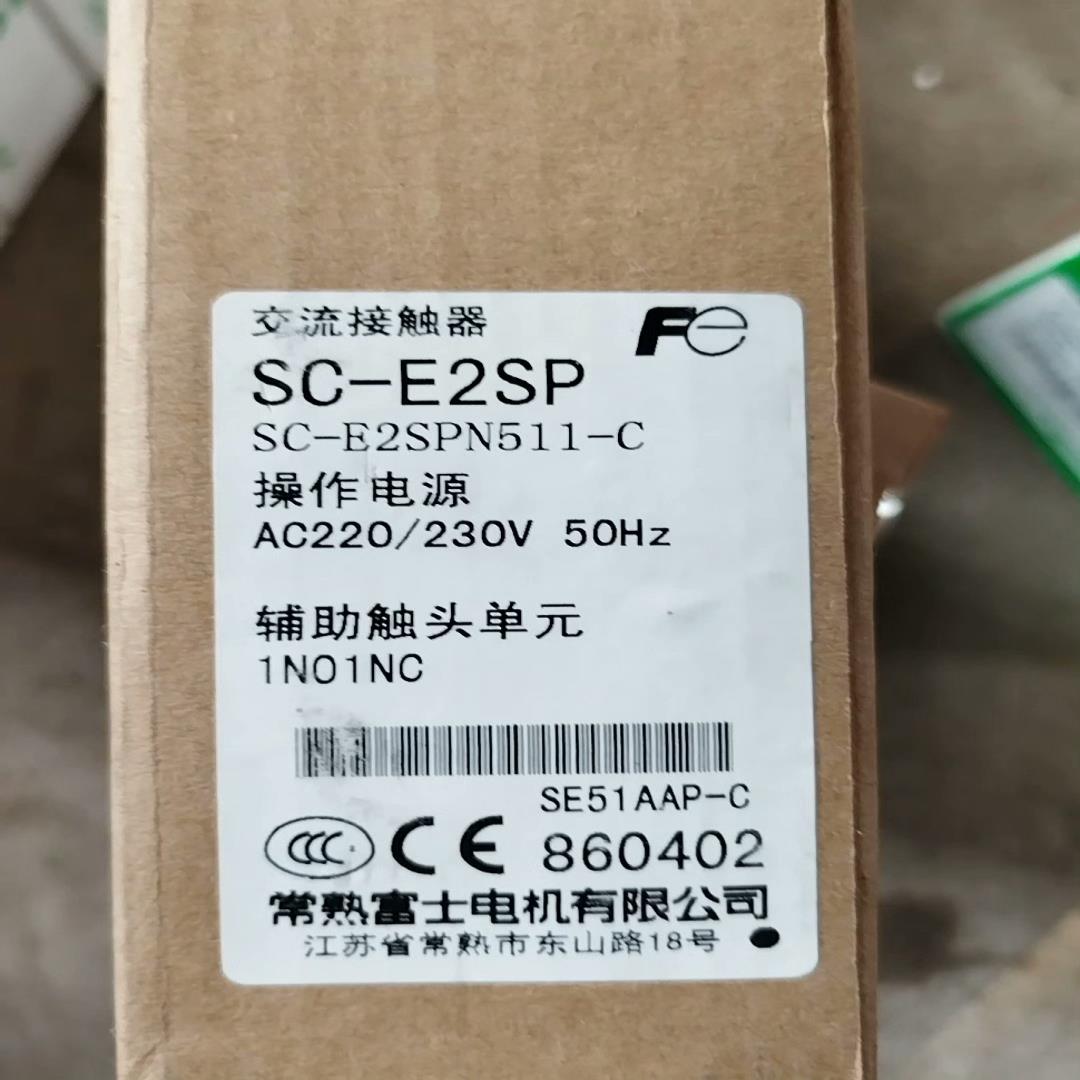 交流接触器
Fe
SC-E2SP
SC-E2SPN511-C
操作电源
AC220/230V 50Hz
辅助触头单元
1NO1NC
SE51AAP-C
CCC CE 860402
常熟富士电机有限公司
江苏省常熟市东山路18号